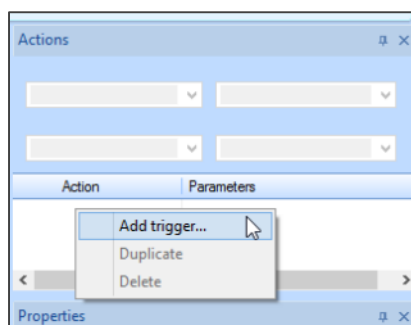 Actions
Action Parameters
Add trigger...
Duplicate
Delete
Properties